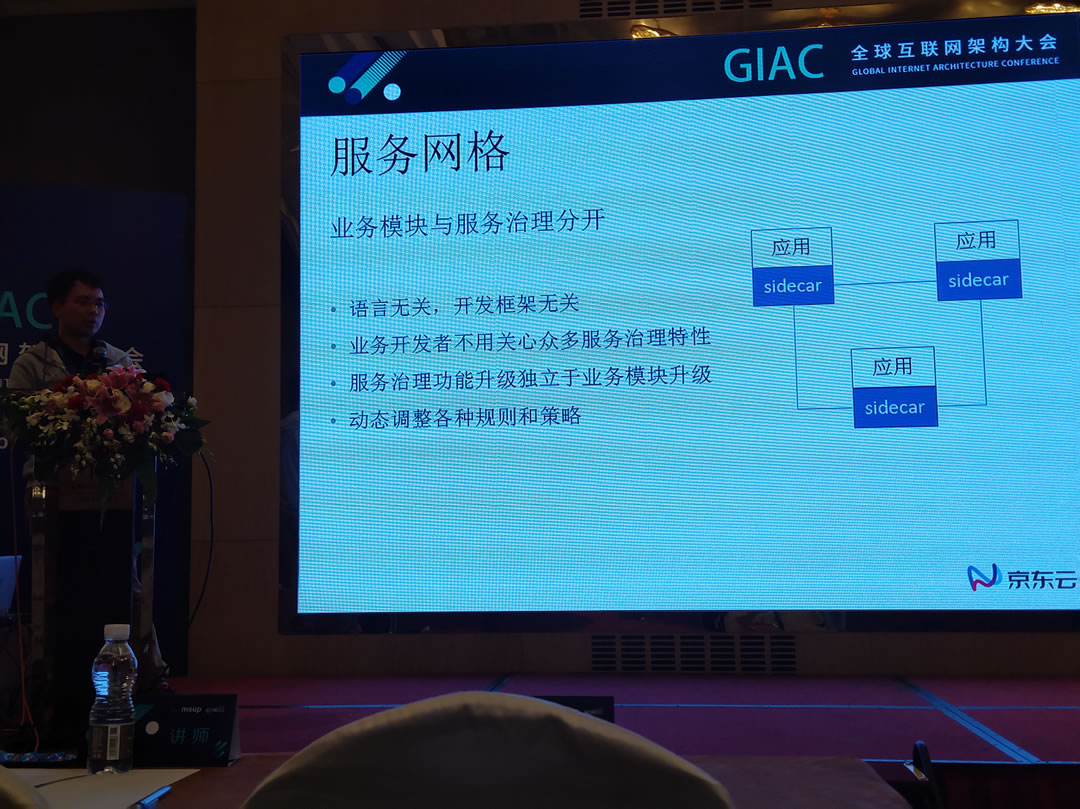 GIAC 全球互联网架构大会
GLOBAL INTERNET ARCHITECTURE CONFERENCE
服务网格
业务模块与服务治理分开
• 语言无关，开发框架无关
• 业务开发者不用关心众多服务治理特性
• 服务治理功能升级独立于业务模块升级
• 动态调整各种规则和策略
应用
sidecar
应用
sidecar
应用
sidecar
京东云
AC
网
会
msup
讲师